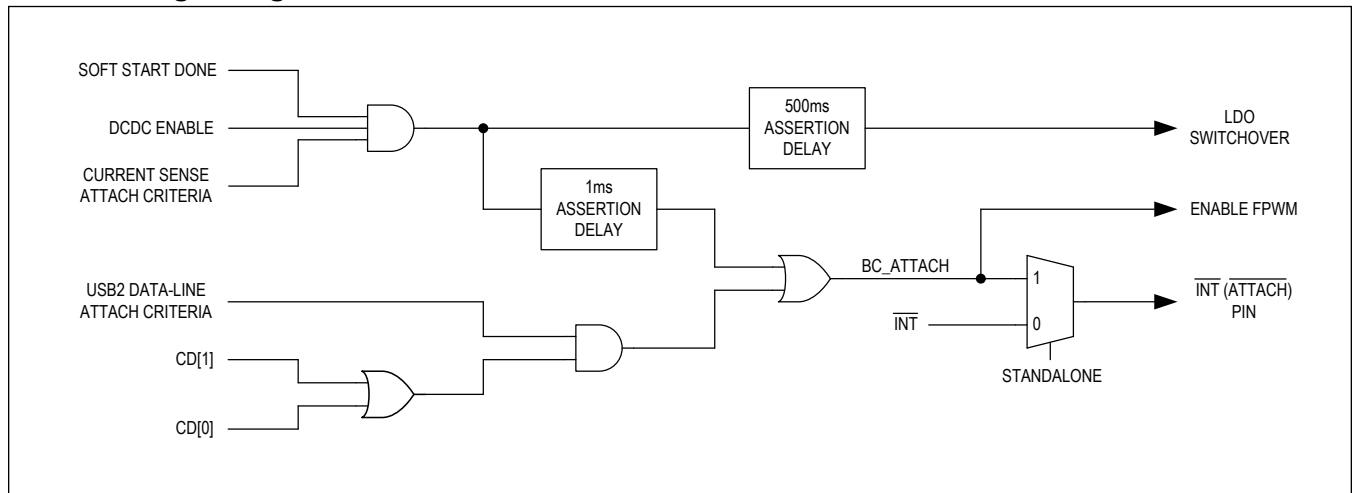 SOFT START DONE
DCDC ENABLE
CURRENT SENSE
ATTACH CRITERIA
500ms
ASSERTION
DELAY
LDO
SWITCHOVER
1ms
ASSERTION
DELAY
ENABLE FPWM
BC_ATTACH
USB2 DATA-LINE
ATTACH CRITERIA
1
INT
0
INT (ATTACH)
PIN
STANDALONE
CD[1]
CD[0]